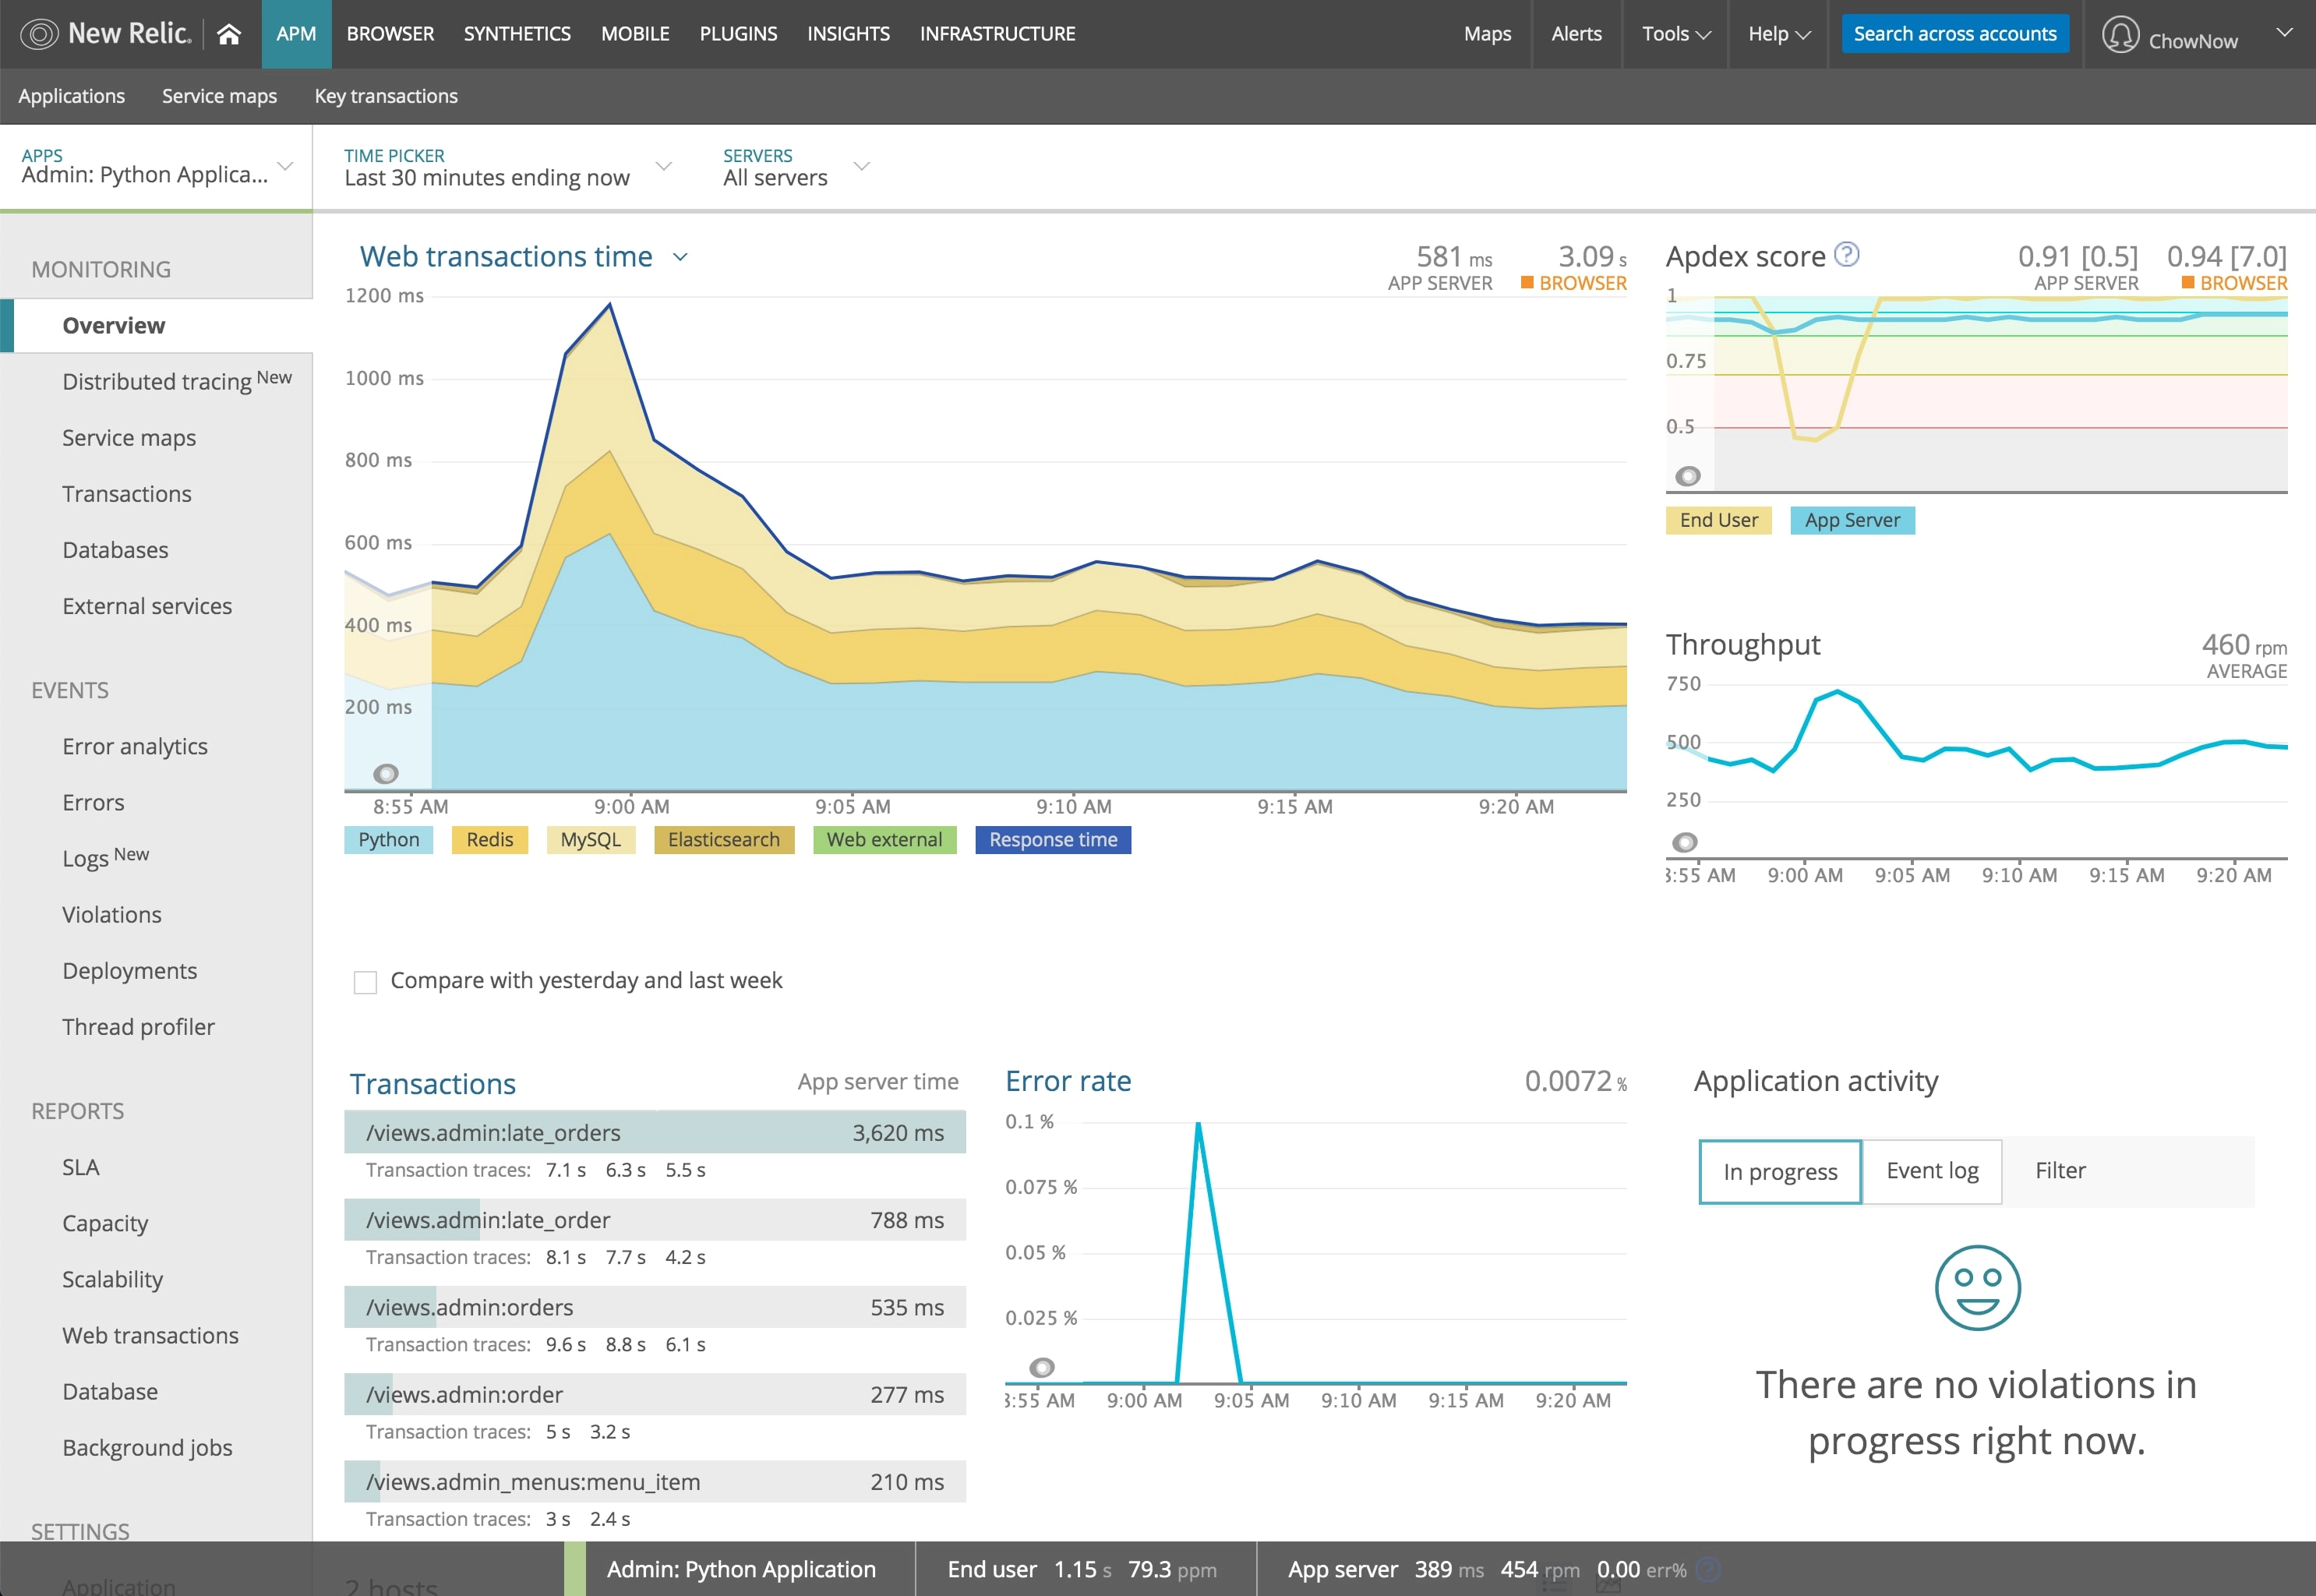 New Relic.
APM BROWSER SYNTHETICS MOBILE PLUGINS INSIGHTS INFRASTRUCTURE Maps Alerts Tools Help Search across accounts ChowNow
Applications Service maps Key transactions
APPS
Admin: Python Applica...
TIME PICKER
Last 30 minutes ending now
SERVERS
All servers
MONITORING
Overview
Distributed tracing New
Service maps
Transactions
Databases
External services
EVENTS
Error analytics
Errors
Logs New
Violations
Deployments
Thread profiler
REPORTS
SLA
Capacity
Scalability
Web transactions
Database
Background jobs
SETTINGS
Application
Web transactions time
581 ms
APP SERVER
3.09 s
BROWSER
1200 ms
1000 ms
800 ms
600 ms
400 ms
200 ms
8:55 AM 9:00 AM 9:05 AM 9:10 AM 9:15 AM 9:20 AM
Python Redis MySQL Elasticsearch Web external Response time
Compare with yesterday and last week
Apdex score ?
0.91 [0.5]
APP SERVER
0.94 [7.0]
BROWSER
1
0.75
0.5
End User App Server
Throughput
460 rpm
AVERAGE
750
500
250
:55 AM 9:00 AM 9:05 AM 9:10 AM 9:15 AM 9:20 AM
Transactions App server time
/views.admin:late_orders 3,620 ms
Transaction traces: 7.1 s 6.3 s 5.5 s
/views.admin:late_order 788 ms
Transaction traces: 8.1 s 7.7 s 4.2 s
/views.admin:orders 535 ms
Transaction traces: 9.6 s 8.8 s 6.1 s
/views.admin:order 277 ms
Transaction traces: 5 s 3.2 s
/views.admin_menus:menu_item 210 ms
Transaction traces: 3 s 2.4 s
Error rate 0.0072 %
0.1 %
0.075 %
0.05 %
0.025 %
:55 AM 9:00 AM 9:05 AM 9:10 AM 9:15 AM 9:20 AM
Application activity
In progress Event log Filter
There are no violations in
progress right now.
2 hosts
Admin: Python Application End user 1.15 s 79.3 ppm App server 389 ms 454 rpm 0.00 err% ?